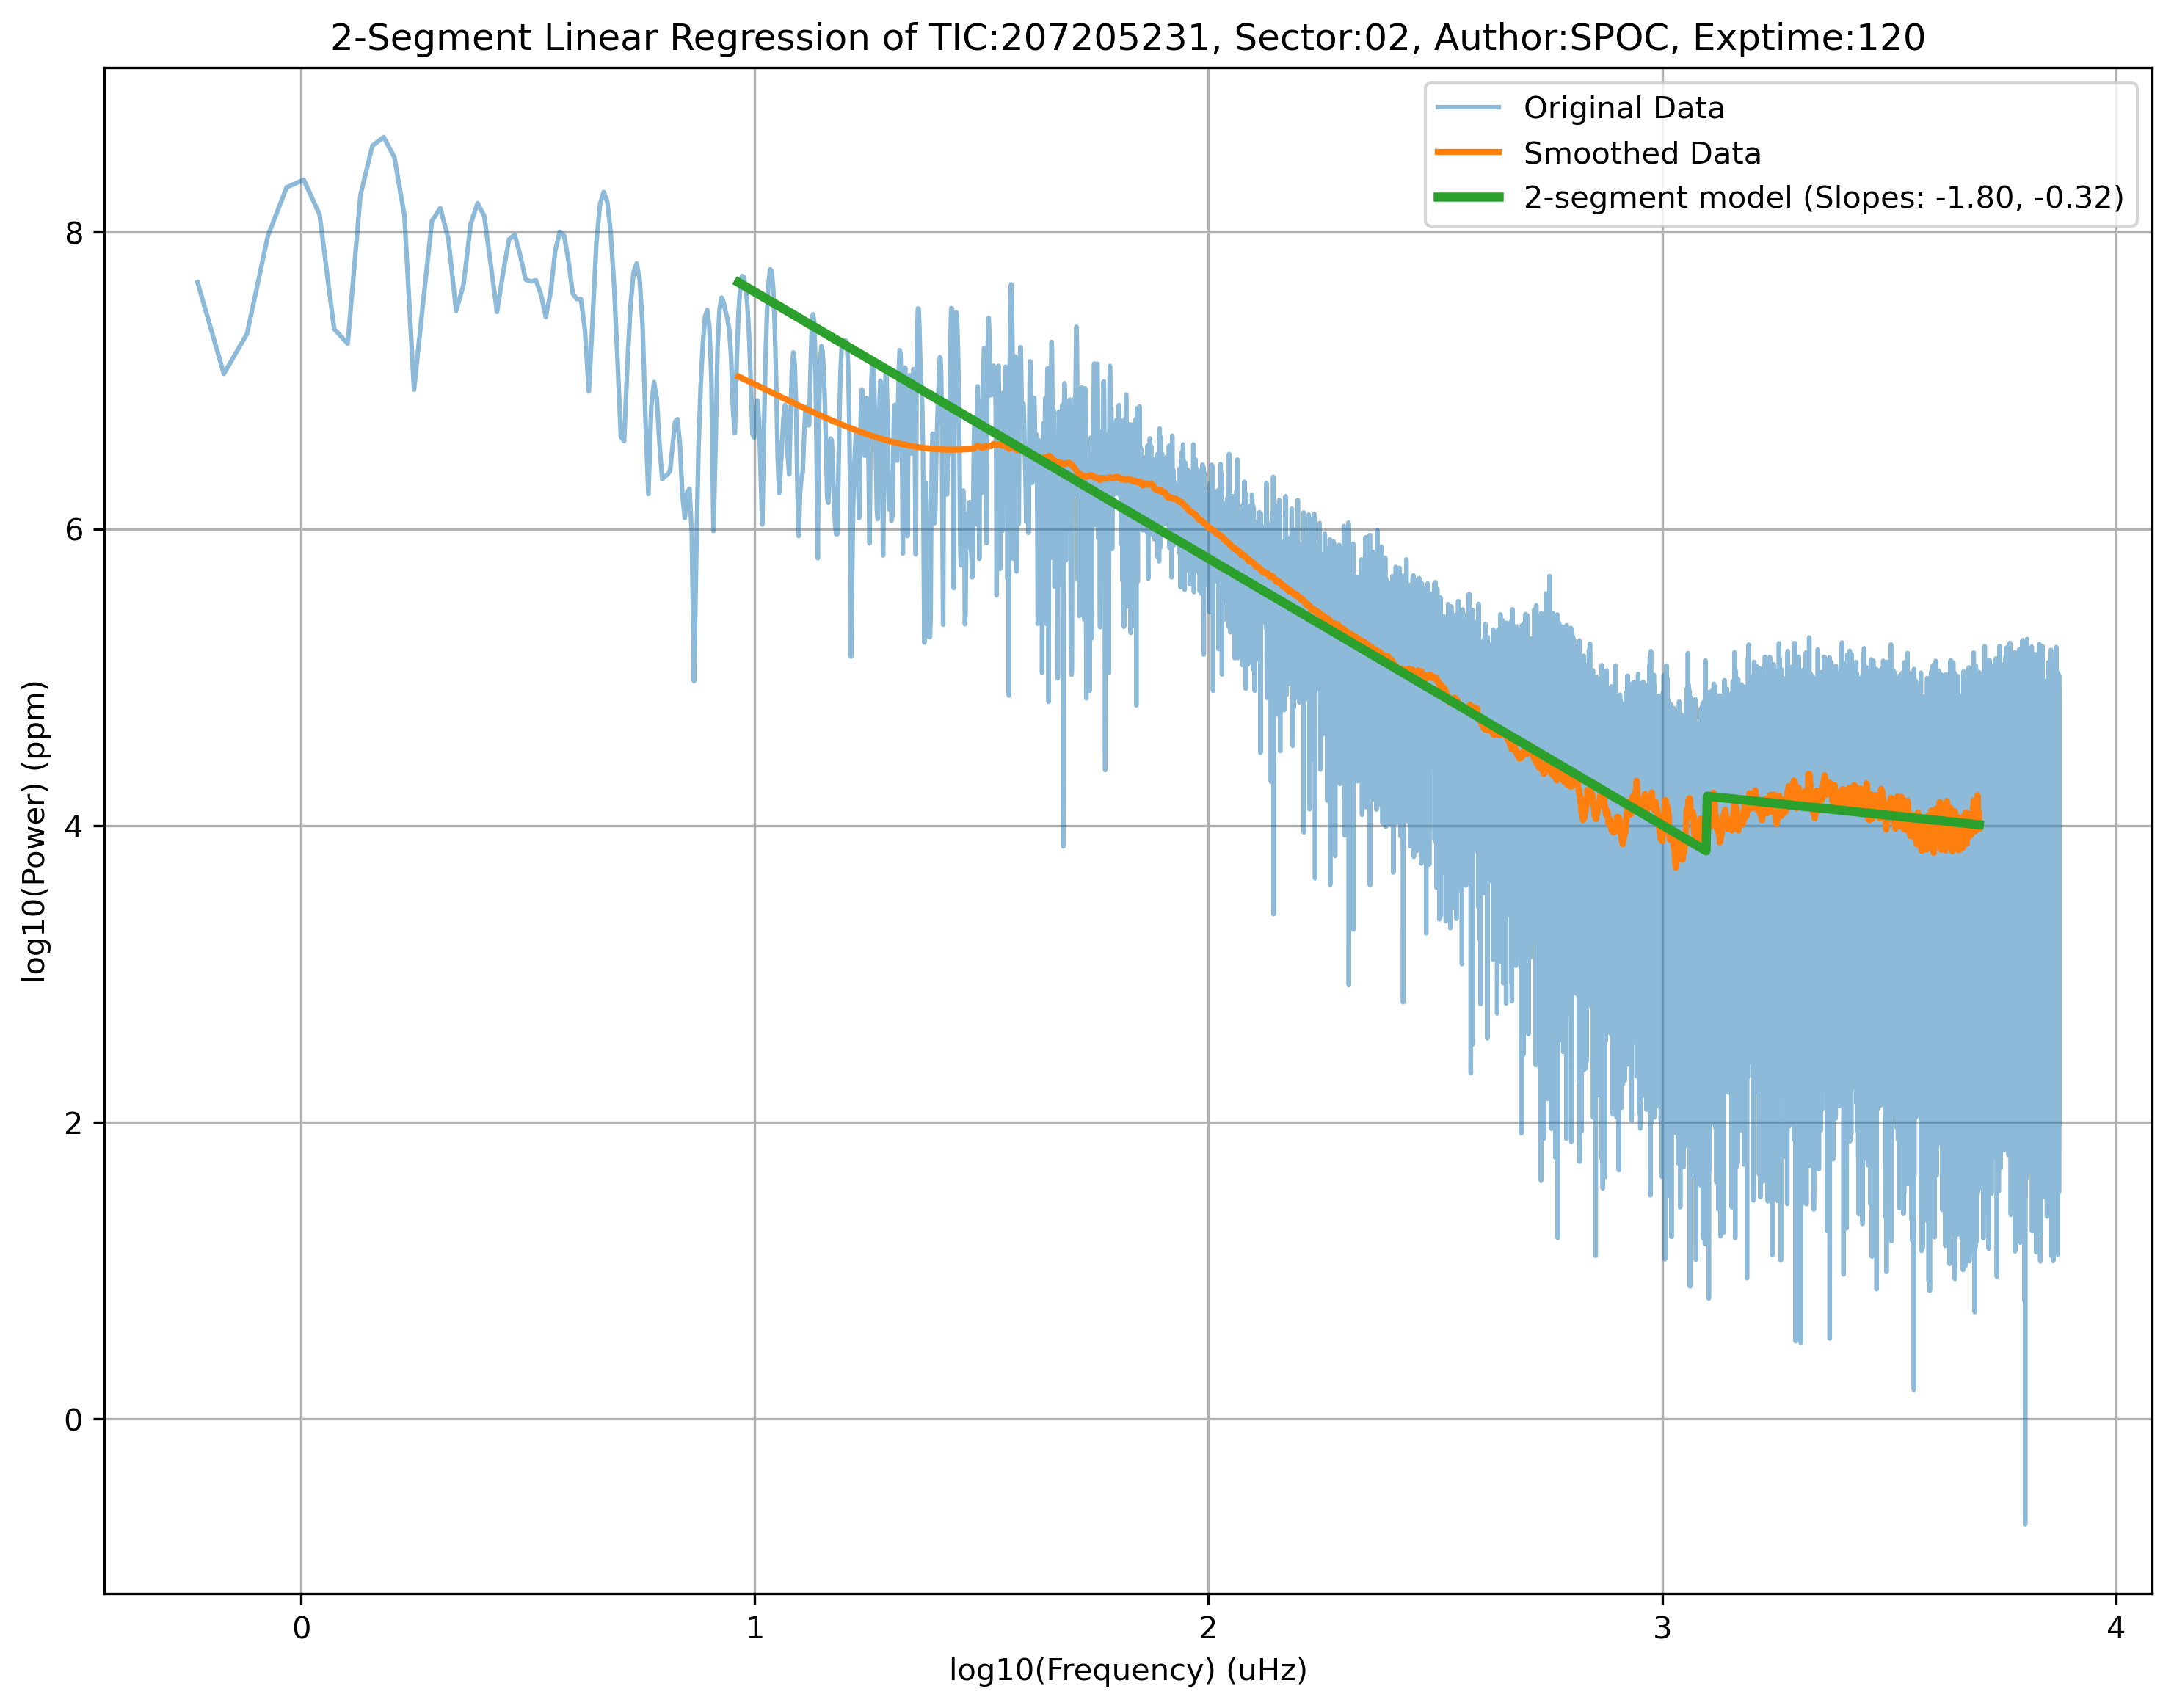 2-Segment Linear Regression of TIC:207205231, Sector:02, Author:SPOC, Exptime:120
Original Data
Smoothed Data
2-segment model (Slopes: -1.80, -0.32)
log10(Power) (ppm)
8
6
4
2
0
0 1 2 3 4
log10(Frequency) (uHz)